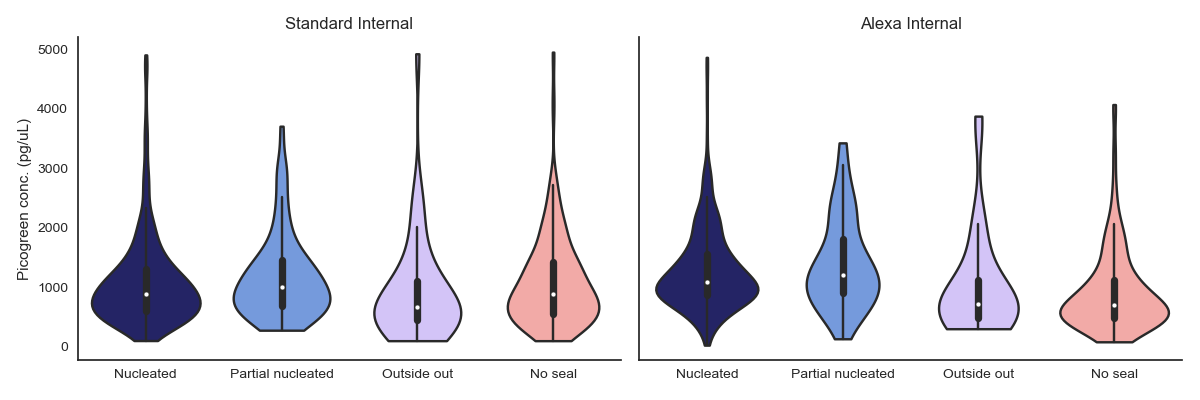 Standard Internal
Alexa Internal
Picogreen conc. (pg/uL)
5000
4000
3000
2000
1000
0
Nucleated
Partial nucleated
Outside out
No seal
Nucleated
Partial nucleated
Outside out
No seal